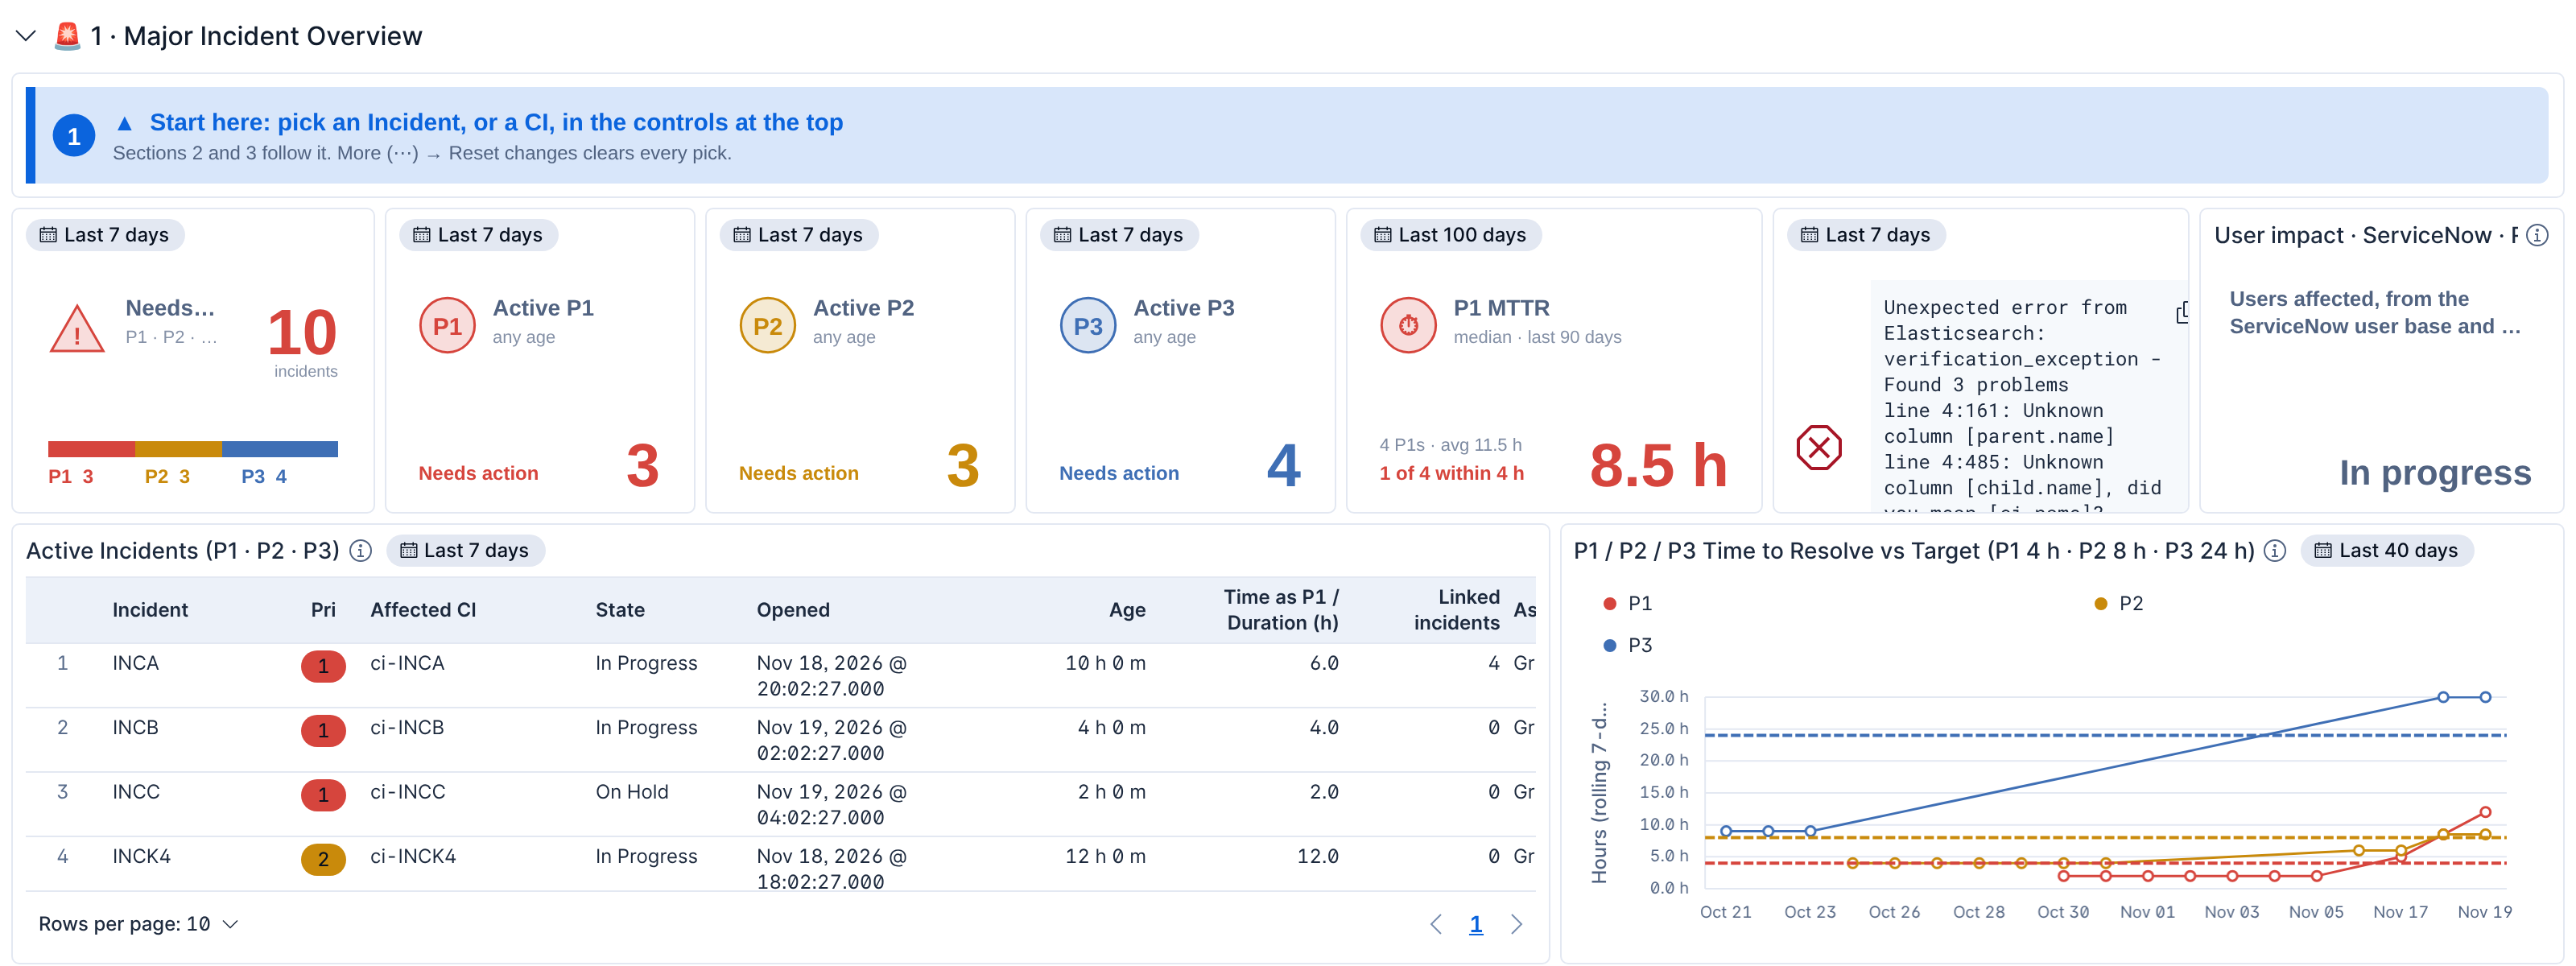 🚨 1 · Major Incident Overview
1
▲ Start here: pick an Incident, or a CI, in the controls at the top
Sections 2 and 3 follow it. More (···) → Reset changes clears every pick.
Last 7 days
Needs...
P1 · P2 · ...
10
incidents
P1 3 P2 3 P3 4
Last 7 days
P1
Active P1
any age
Needs action
3
Last 7 days
P2
Active P2
any age
Needs action
3
Last 7 days
P3
Active P3
any age
Needs action
4
Last 100 days
P1 MTTR
median · last 90 days
4 P1s · avg 11.5 h
1 of 4 within 4 h
8.5 h
Last 7 days
Unexpected error from
Elasticsearch:
verification_exception -
Found 3 problems
line 4:161: Unknown
column [parent.name]
line 4:485: Unknown
column [child.name], did
you mean [ci.name]?
User impact · ServiceNow ·
Users affected, from the
ServiceNow user base and ...
In progress
Active Incidents (P1 · P2 · P3) Last 7 days
Incident Pri Affected CI State Opened Age Time as P1 / Duration (h) Linked incidents As
1 INCA 1 ci-INCA In Progress Nov 18, 2026 @ 20:02:27.000 10 h 0 m 6.0 4 Gr
2 INCB 1 ci-INCB In Progress Nov 19, 2026 @ 02:02:27.000 4 h 0 m 4.0 0 Gr
3 INCC 1 ci-INCC On Hold Nov 19, 2026 @ 04:02:27.000 2 h 0 m 2.0 0 Gr
4 INCK4 2 ci-INCK4 In Progress Nov 18, 2026 @ 18:02:27.000 12 h 0 m 12.0 0 Gr
Rows per page: 10
1
P1 / P2 / P3 Time to Resolve vs Target (P1 4 h · P2 8 h · P3 24 h) Last 40 days
P1
P2
P3
Hours (rolling 7-d...
30.0 h
25.0 h
20.0 h
15.0 h
10.0 h
5.0 h
0.0 h
Oct 21 Oct 23 Oct 26 Oct 28 Oct 30 Nov 01 Nov 03 Nov 05 Nov 17 Nov 19